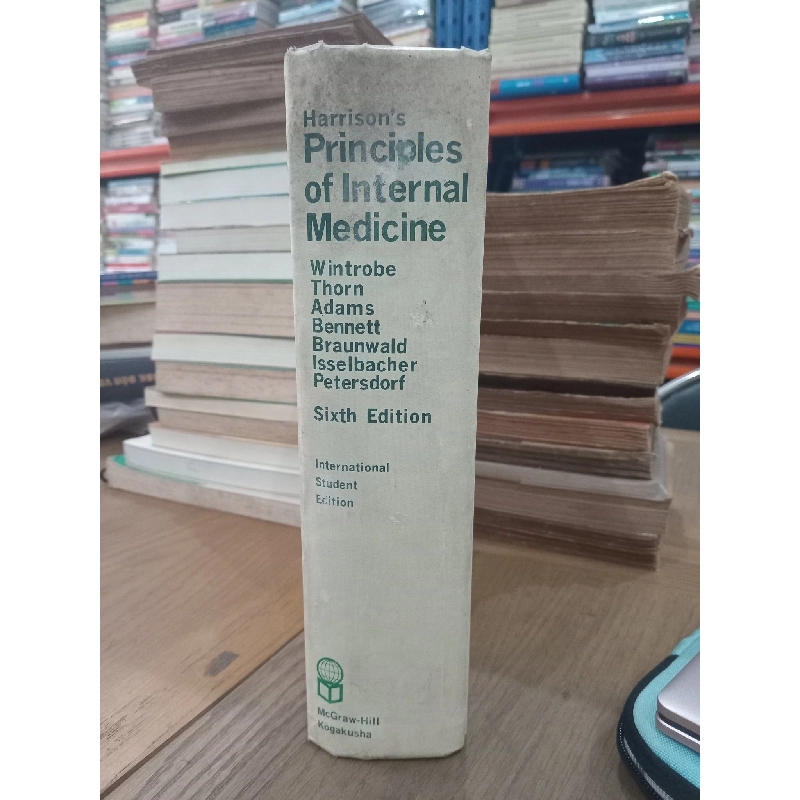 Harrison's
Principles
of Internal
Medicine
Wintrobe
Thorn
Adams
Bennett
Braunwald
Isselbacher
Petersdorf
Sixth Edition
International
Student
Edition
McGraw-Hill
Kogakusha